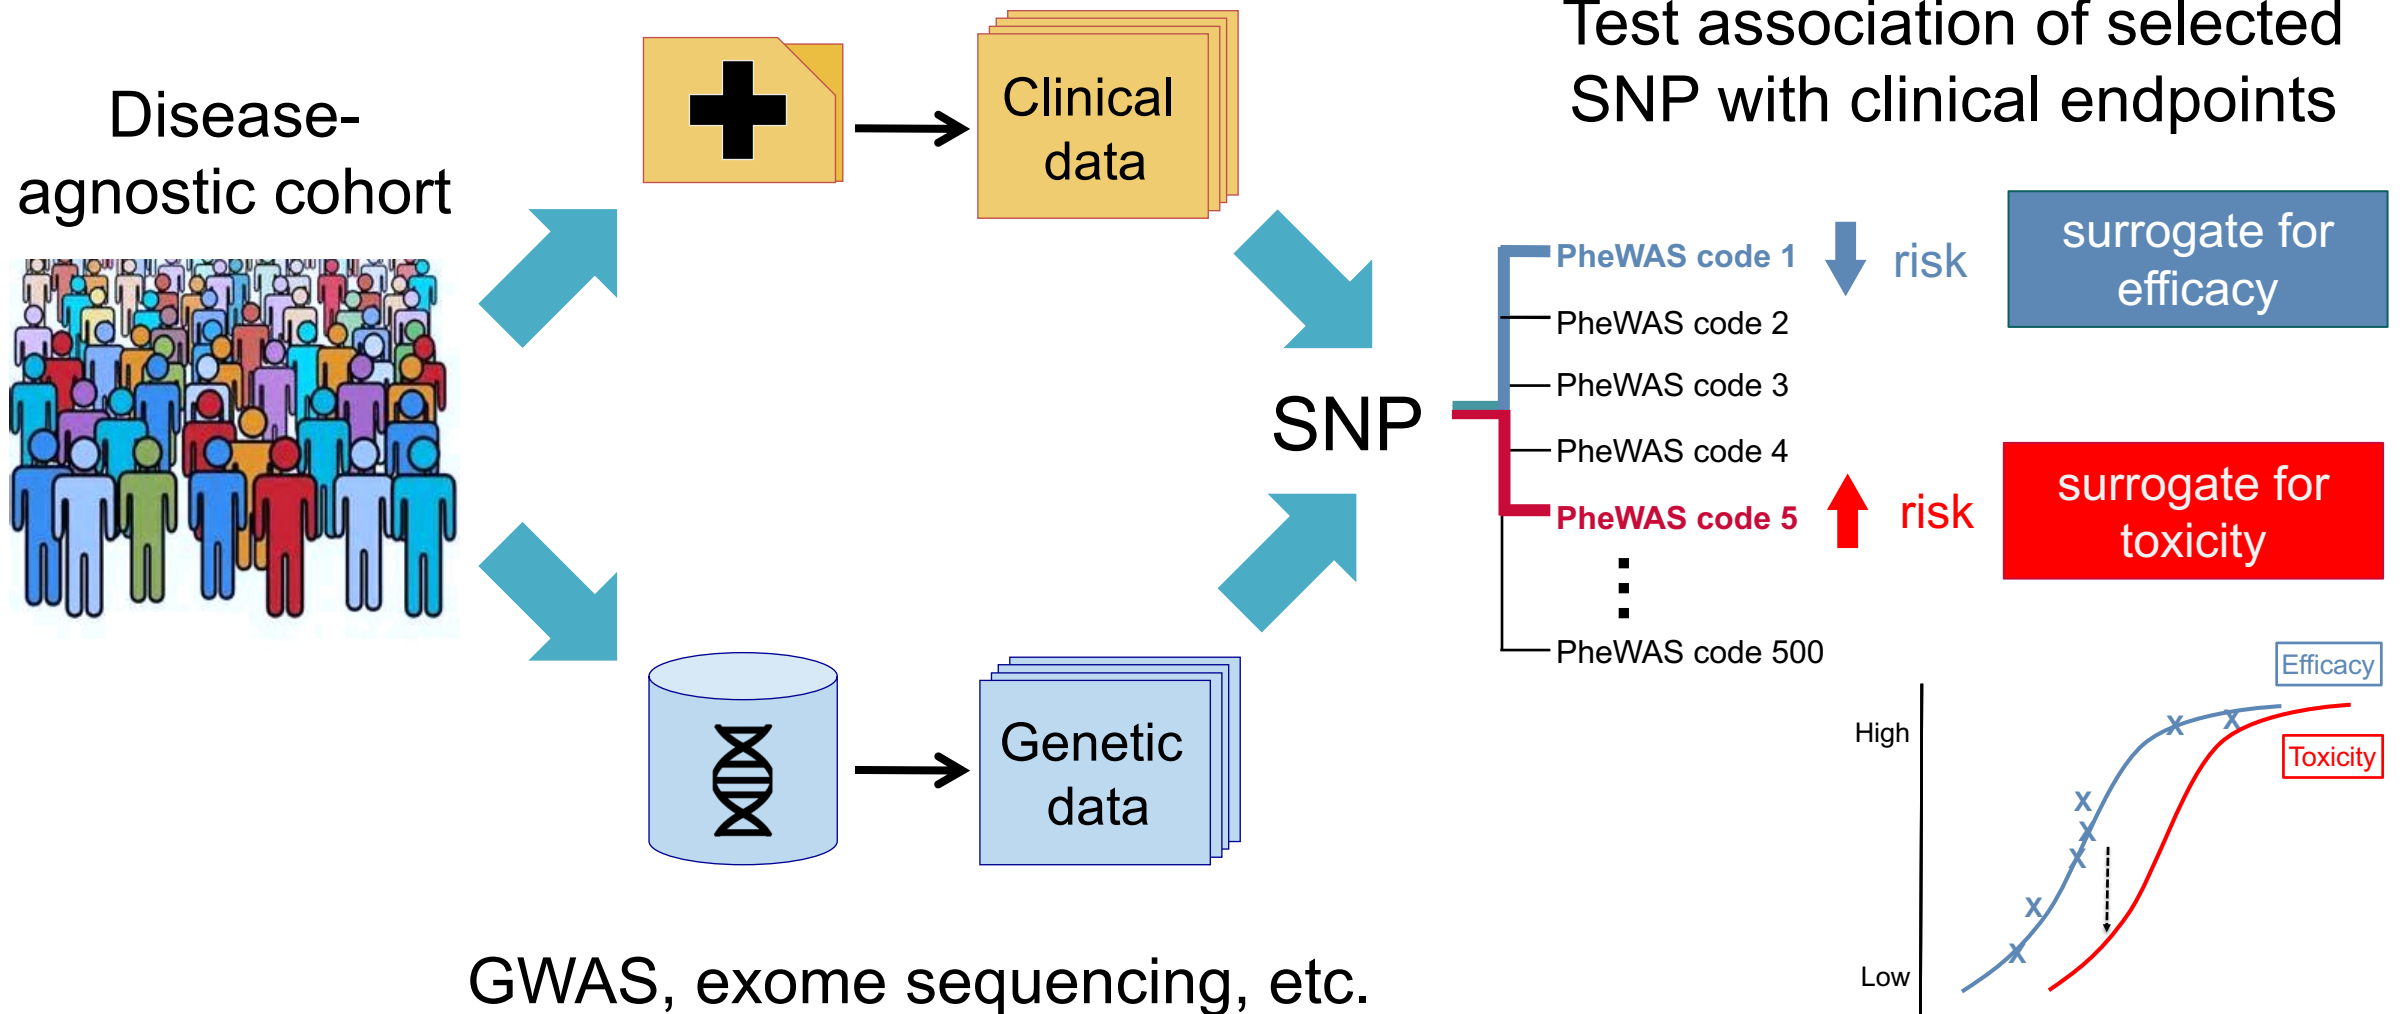 Disease-
agnostic cohort
Clinical
data
Genetic
data
GWAS, exome sequencing, etc.
SNP
Test association of selected
SNP with clinical endpoints
PheWAS code 1
risk
surrogate for
efficacy
PheWAS code 2
PheWAS code 3
PheWAS code 4
PheWAS code 5
risk
surrogate for
toxicity
PheWAS code 500
Efficacy
Toxicity
High
Low
x
x
x
x
x
x
x